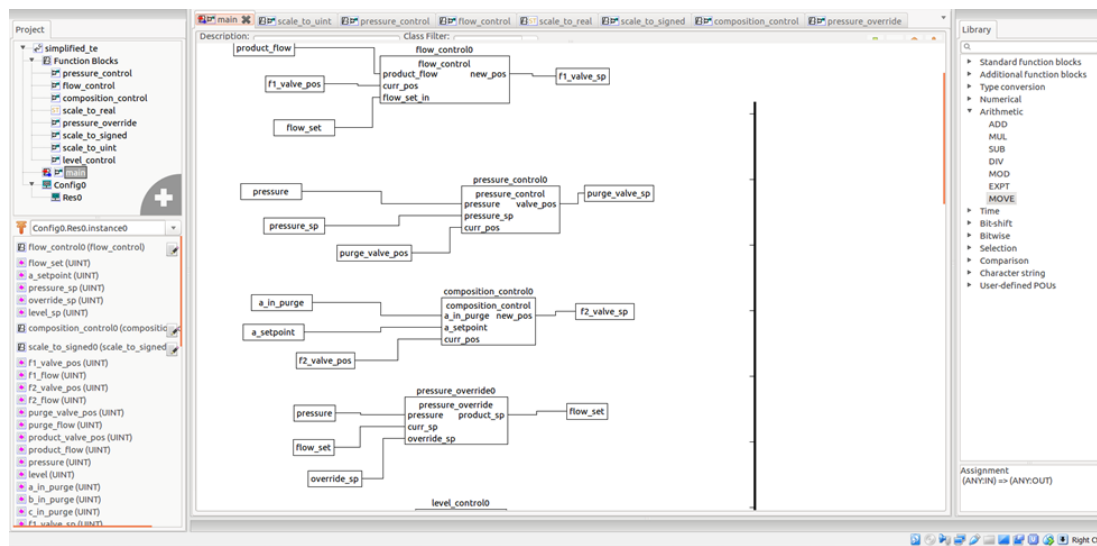 main
scale_to_uint
pressure_control
flow_control
scale_to_real
scale_to_signed
composition_control
pressure_override
Project
simplified_te
Function Blocks
pressure_control
flow_control
composition_control
scale_to_real
pressure_override
scale_to_signed
scale_to_uint
level_control
main
Config0
Res0
Config0.Res0.instance0
flow_control0 (flow_control)
flow_set (UINT)
a_setpoint (UINT)
pressure_sp (UINT)
override_sp (UINT)
level_sp (UINT)
composition_control0 (compositio
scale_to_signed0 (scale_to_signed
f1_valve_pos (UINT)
f1_flow (UINT)
f2_valve_pos (UINT)
f2_flow (UINT)
purge_valve_pos (UINT)
purge_flow (UINT)
product_valve_pos (UINT)
product_flow (UINT)
pressure (UINT)
level (UINT)
a_in_purge (UINT)
b_in_purge (UINT)
c_in_purge (UINT)
f1_valve_sp (UINT)
Description:
Class Filter:
product_flow
f1_valve_pos
flow_set
flow_control0
flow_control
product_flow new_pos
curr_pos
flow_set_in
f1_valve_sp
pressure
pressure_sp
purge_valve_pos
pressure_control0
pressure_control
pressure valve_pos
pressure_sp
curr_pos
purge_valve_sp
a_in_purge
a_setpoint
f2_valve_pos
composition_control0
composition_control
a_in_purge new_pos
a_setpoint
curr_pos
f2_valve_sp
pressure
flow_set
override_sp
pressure_override0
pressure_override
pressure product_sp
curr_sp
override_sp
flow_set
level_control0
Library
Standard function blocks
Additional function blocks
Type conversion
Numerical
Arithmetic
ADD
MUL
SUB
DIV
MOD
EXPT
MOVE
Time
Bit-shift
Bitwise
Selection
Comparison
Character string
User-defined POUs
Assignment
(ANY:IN) => (ANY:OUT)
Right C